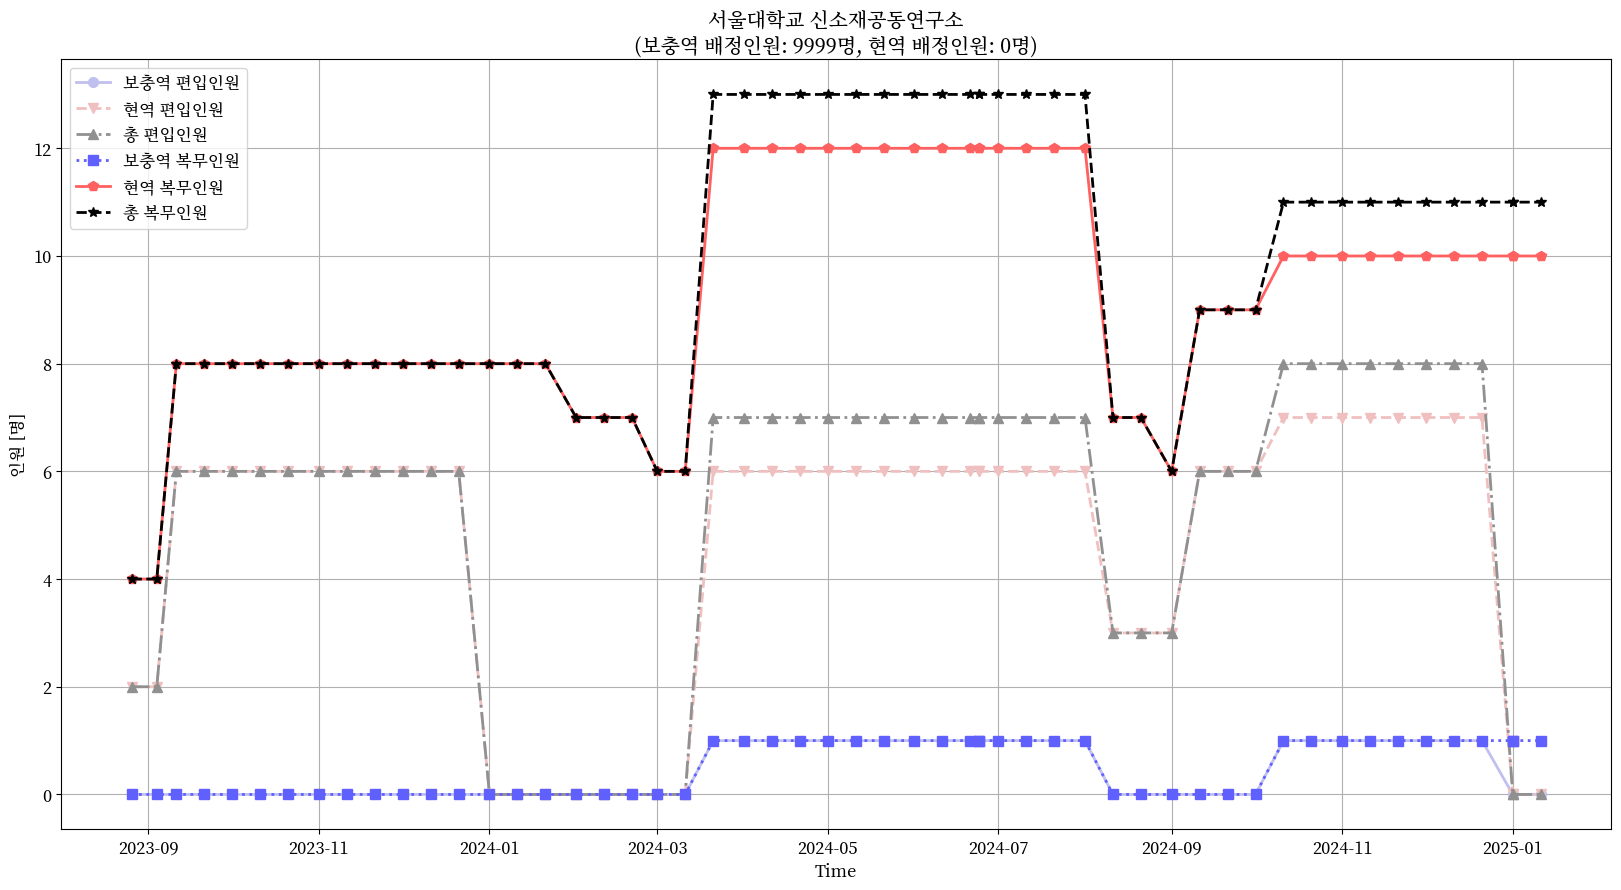 서울대학교 신소재공동연구소
(보충역 배정인원: 9999명, 현역 배정인원: 0명)
보충역 편입인원
현역 편입인원
총 편입인원
보충역 복무인원
현역 복무인원
총 복무인원
인원 [명]
12
10
8
6
4
2
0
2023-09
2023-11
2024-01
2024-03
2024-05
2024-07
2024-09
2024-11
2025-01
Time